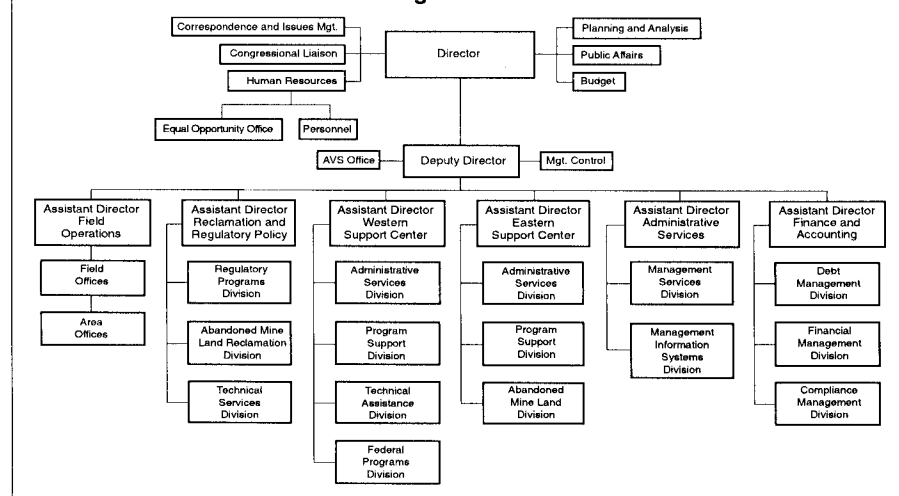 Correspondence and Issues Mgt.
Congressional Liaison
Human Resources
Equal Opportunity Office
Personnel
Director
Planning and Analysis
Public Affairs
Budget
AVS Office
Deputy Director
Mgt. Control
Assistant Director
Field
Operations
Field
Offices
Area
Offices
Assistant Director
Reclamation and
Regulatory Policy
Regulatory
Programs
Division
Abandoned Mine
Land Reclamation
Division
Technical
Services
Division
Assistant Director
Western
Support Center
Administrative
Services
Division
Program
Support
Division
Technical
Assistance
Division
Federal
Programs
Division
Assistant Director
Eastern
Support Center
Administrative
Services
Division
Program
Support
Division
Abandoned
Mine Land
Division
Assistant Director
Administrative
Services
Management
Services
Division
Management
Information
Systems
Division
Assistant Director
Finance and
Accounting
Debt
Management
Division
Financial
Management
Division
Compliance
Management
Division